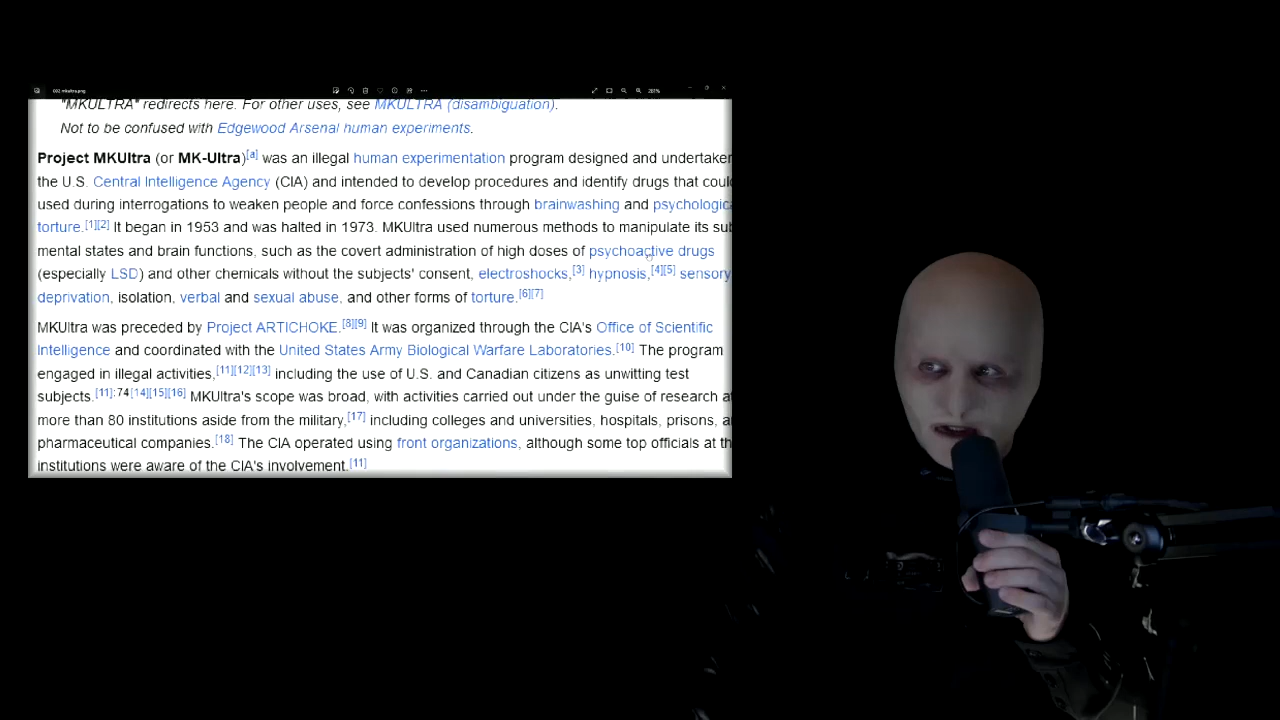 002 mkultra.png 281%
"MKULTRA" redirects here. For other uses, see MKULTRA (disambiguation).
Not to be confused with Edgewood Arsenal human experiments.
Project MKUltra (or MK-Ultra)[a] was an illegal human experimentation program designed and undertaken
the U.S. Central Intelligence Agency (CIA) and intended to develop procedures and identify drugs that coul
used during interrogations to weaken people and force confessions through brainwashing and psychologica
torture.[1][2] It began in 1953 and was halted in 1973. MKUltra used numerous methods to manipulate its sub
mental states and brain functions, such as the covert administration of high doses of psychoactive drugs
(especially LSD) and other chemicals without the subjects' consent, electroshocks,[3] hypnosis,[4][5] sensory
deprivation, isolation, verbal and sexual abuse, and other forms of torture.[6][7]
MKUltra was preceded by Project ARTICHOKE.[8][9] It was organized through the CIA's Office of Scientific
Intelligence and coordinated with the United States Army Biological Warfare Laboratories.[10] The program
engaged in illegal activities,[11][12][13] including the use of U.S. and Canadian citizens as unwitting test
subjects.[11]:74[14][15][16] MKUltra's scope was broad, with activities carried out under the guise of research at
more than 80 institutions aside from the military,[17] including colleges and universities, hospitals, prisons, a
pharmaceutical companies.[18] The CIA operated using front organizations, although some top officials at th
institutions were aware of the CIA's involvement.[11]